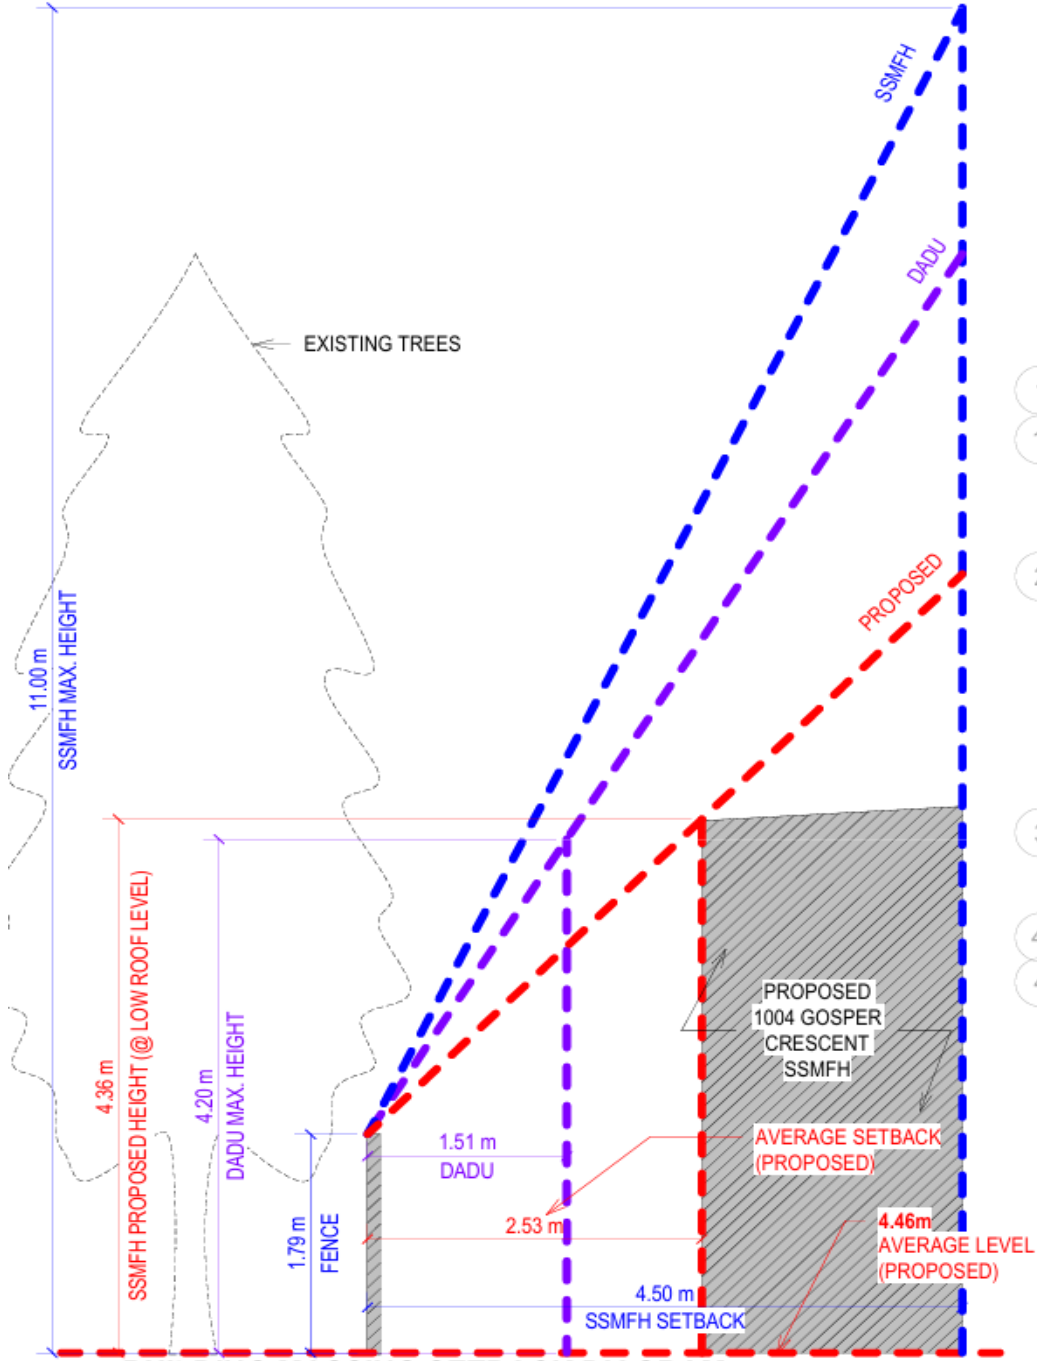 SSMFH
DADU
EXISTING TREES
PROPOSED
11.00 m
SSMFH MAX. HEIGHT
4.36 m
SSMFH PROPOSED HEIGHT (@ LOW ROOF LEVEL)
4.20 m
DADU MAX. HEIGHT
PROPOSED
1004 GOSPER
CRESCENT
SSMFH
1.79 m
FENCE
1.51 m
DADU
AVERAGE SETBACK
(PROPOSED)
2.53 m
4.46m
AVERAGE LEVEL
(PROPOSED)
4.50 m
SSMFH SETBACK